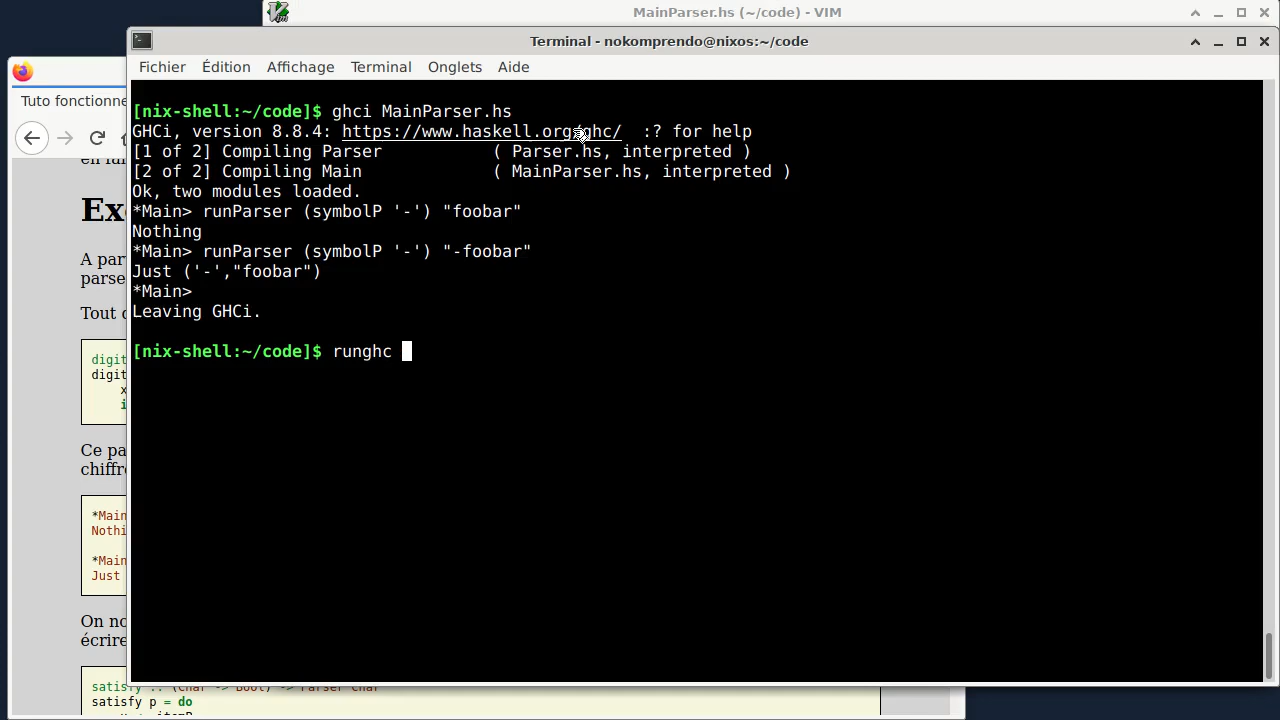 MainParser.hs (~/code) - VIM
Terminal - nokomprendo@nixos:~/code
Fichier Édition Affichage Terminal Onglets Aide
Tuto fonctionne
[nix-shell:~/code]$ ghci MainParser.hs
GHCi, version 8.8.4: https://www.haskell.org/ghc/  :? for help
[1 of 2] Compiling Parser           ( Parser.hs, interpreted )
[2 of 2] Compiling Main             ( MainParser.hs, interpreted )
Ok, two modules loaded.
*Main> runParser (symbolP '-') "foobar"
Nothing
*Main> runParser (symbolP '-') "-foobar"
Just ('-',"foobar")
*Main>
Leaving GHCi.
[nix-shell:~/code]$ runghc
Ex
A par
parse
Tout
digit
digit
x
i
Ce pa
chiffr
*Main
Nothi
*Main
Just
On no
écrire
satisfy :: (Char -> Bool) -> Parser Char
satisfy p = do